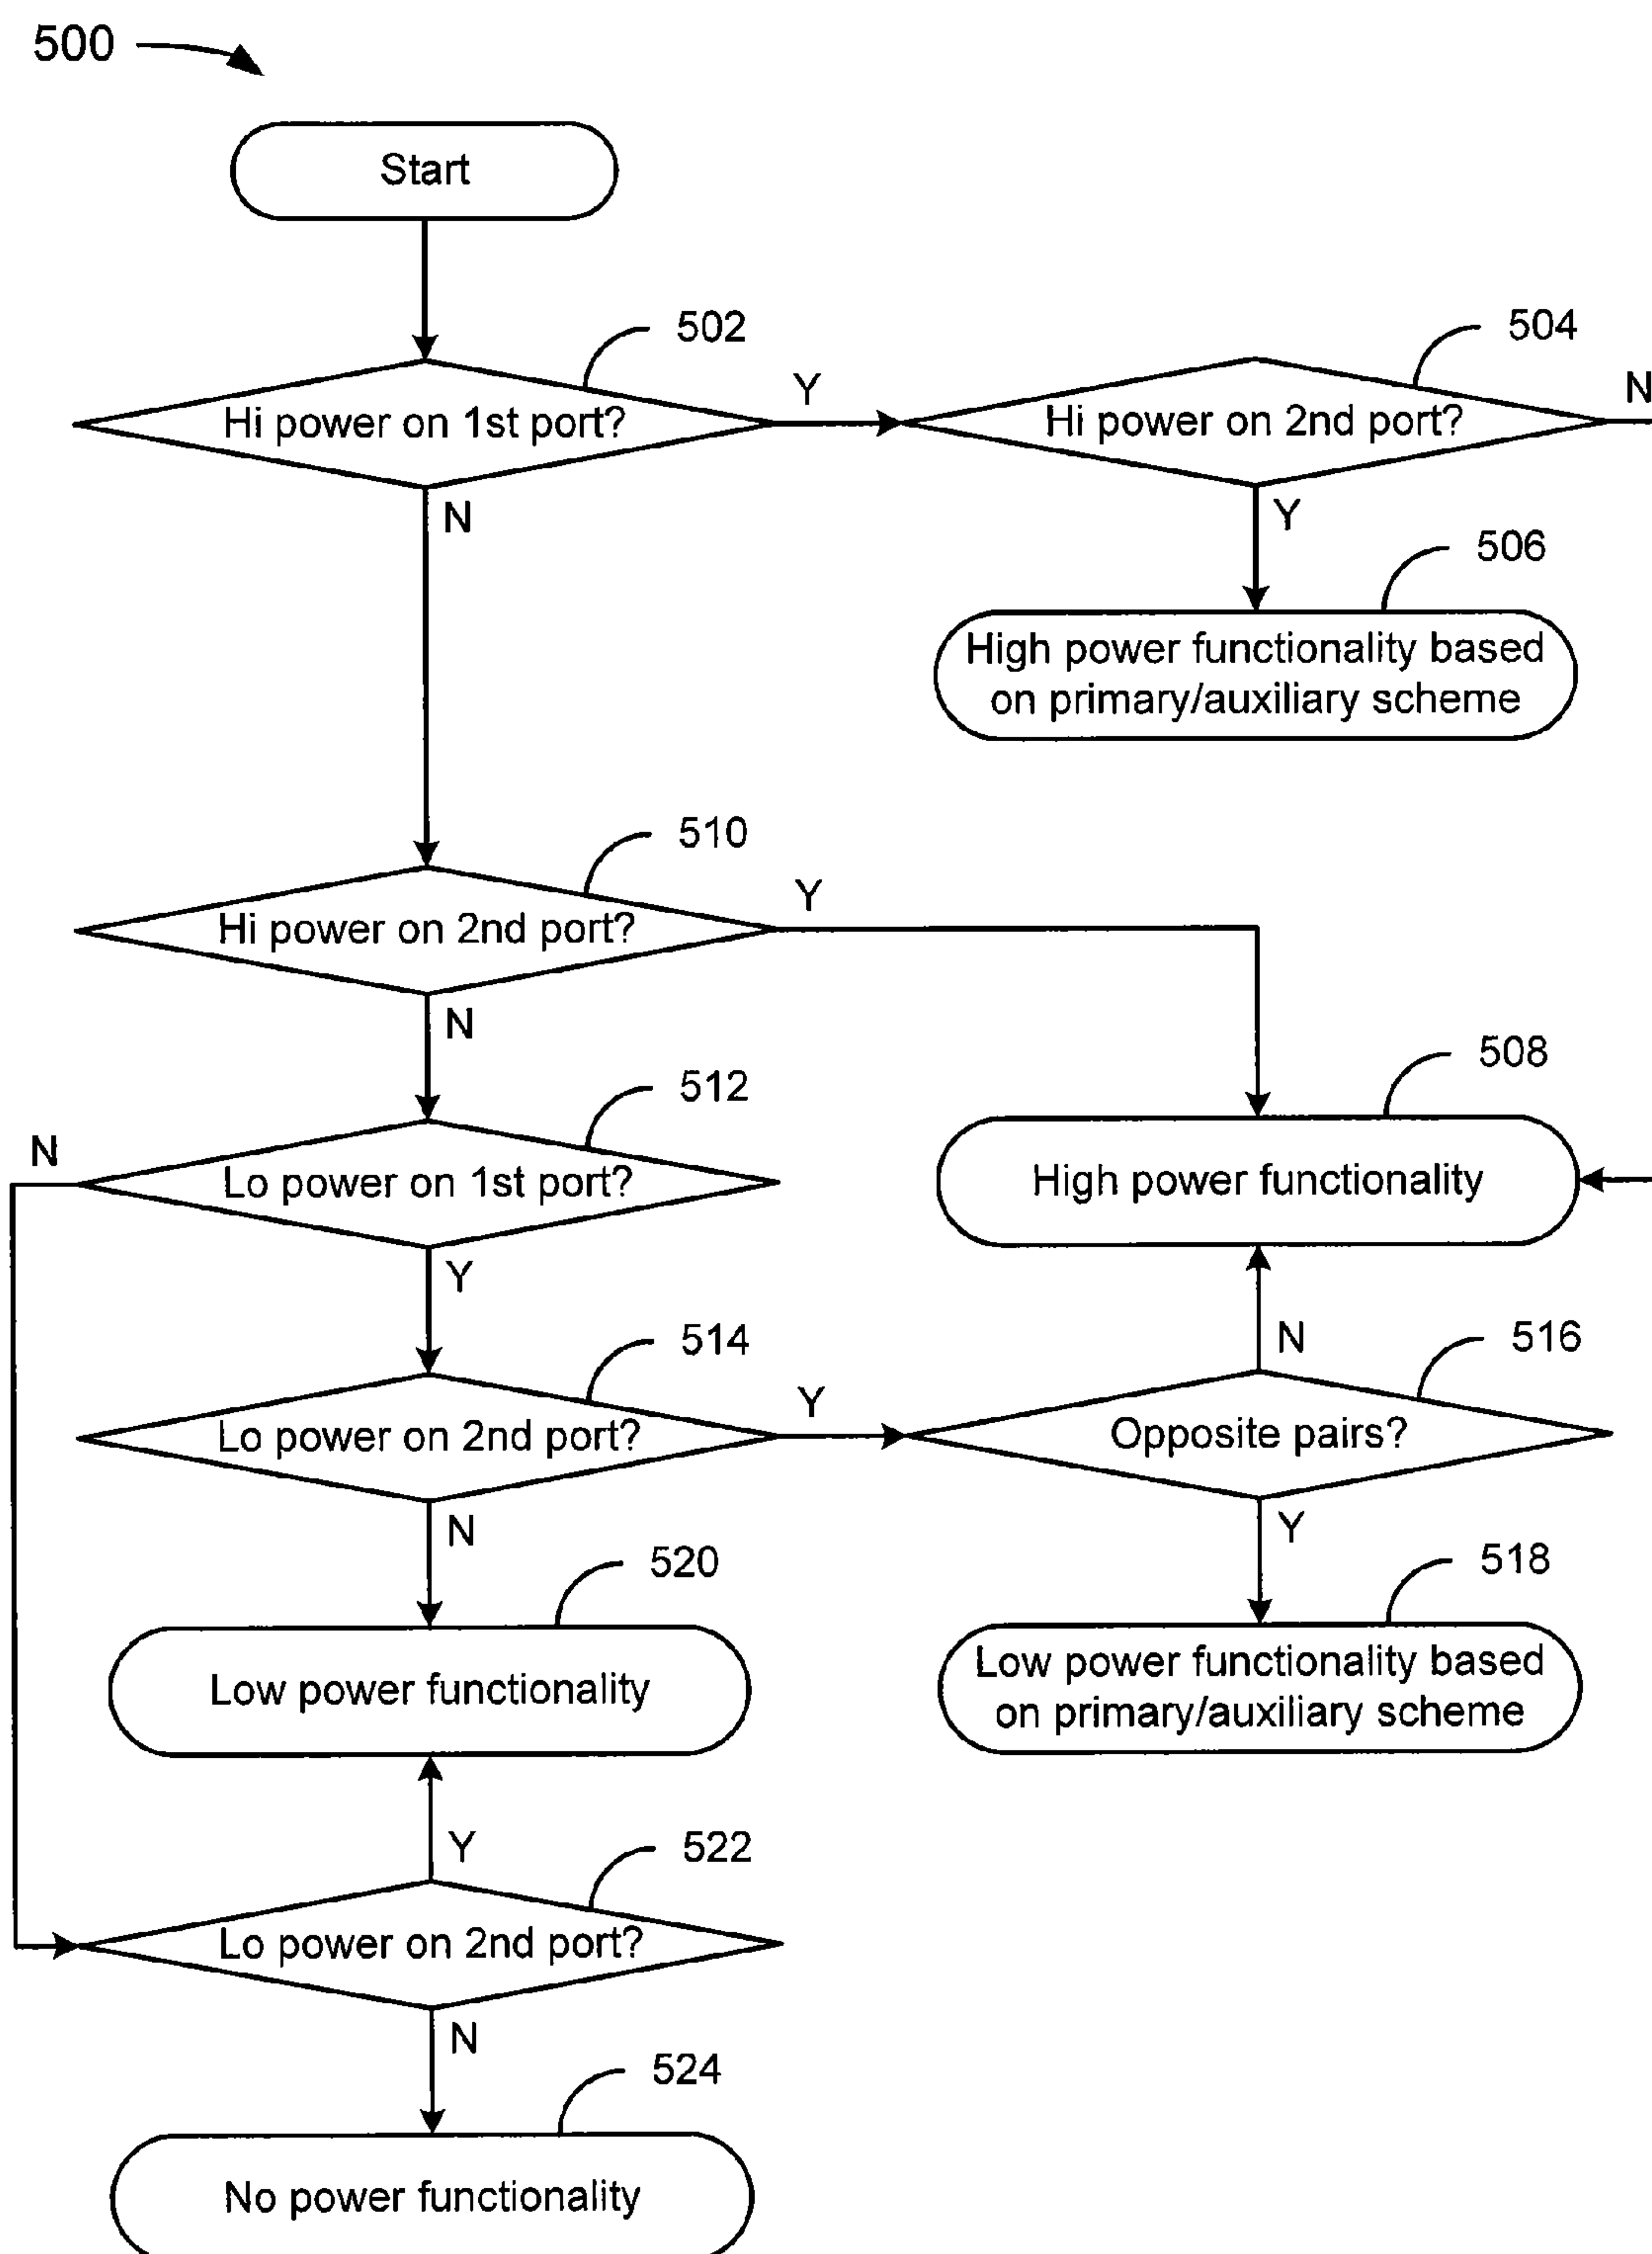 500
Start
502
Hi power on 1st port?
Y
504
Hi power on 2nd port?
N
N
Y
506
High power functionality based
on primary/auxiliary scheme
510
Hi power on 2nd port?
Y
N
508
High power functionality
512
N
Lo power on 1st port?
Y
514
Lo power on 2nd port?
Y
N
516
Opposite pairs?
N
Y
520
Low power functionality
518
Low power functionality based
on primary/auxiliary scheme
Y
522
Lo power on 2nd port?
N
524
No power functionality